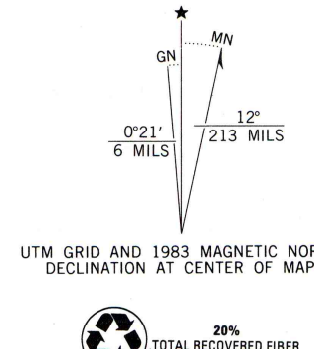 ★
MN
GN
0°21′
6 MILS
12°
213 MILS
UTM GRID AND 1983 MAGNETIC NOR
DECLINATION AT CENTER OF MAP
20%
TOTAL RECOVERED FIBER